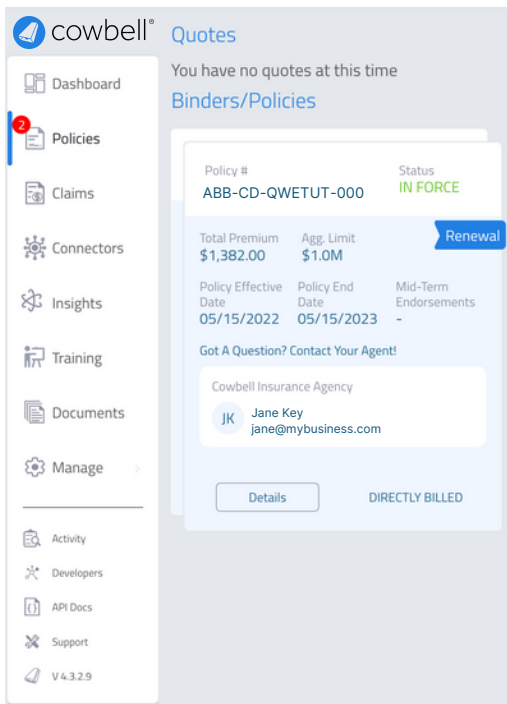 cowbell®
Dashboard
2
Policies
Claims
Connectors
Insights
Training
Documents
Manage
Activity
Developers
API Docs
Support
V 4.3.2.9
Quotes
You have no quotes at this time
Binders/Policies
Policy # Status
ABB-CD-QWETUT-000 IN FORCE
Renewal
Total Premium Agg. Limit
$1,382.00 $1.0M
Policy Effective Policy End Mid-Term
Date Date Endorsements
05/15/2022 05/15/2023 -
Got A Question? Contact Your Agent!
Cowbell Insurance Agency
JK Jane Key
jane@mybusiness.com
Details DIRECTLY BILLED